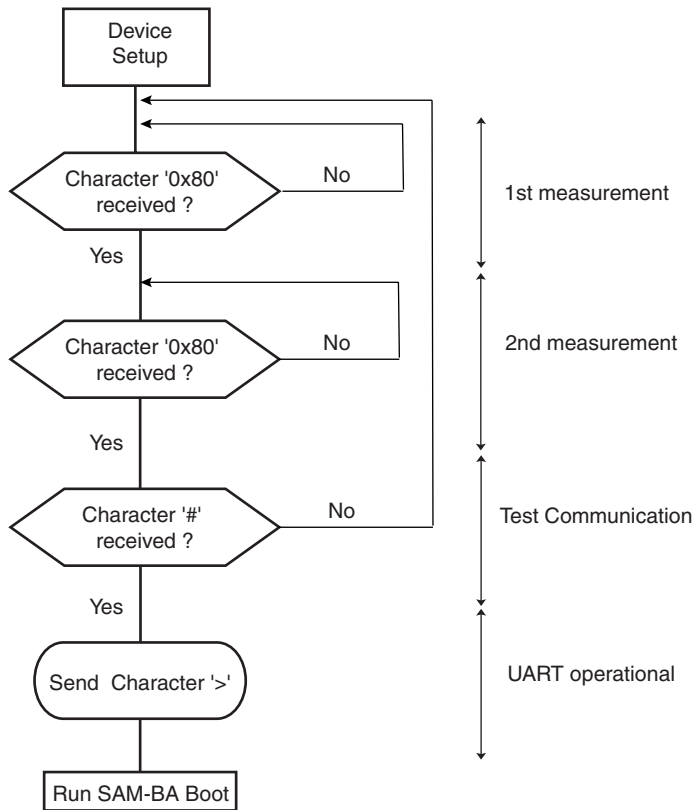 Device
Setup
Character '0x80'
received ?
No
1st measurement
Yes
Character '0x80'
received ?
No
2nd measurement
Yes
Character '#'
received ?
No
Test Communication
Yes
Send Character '>'
UART operational
Run SAM-BA Boot